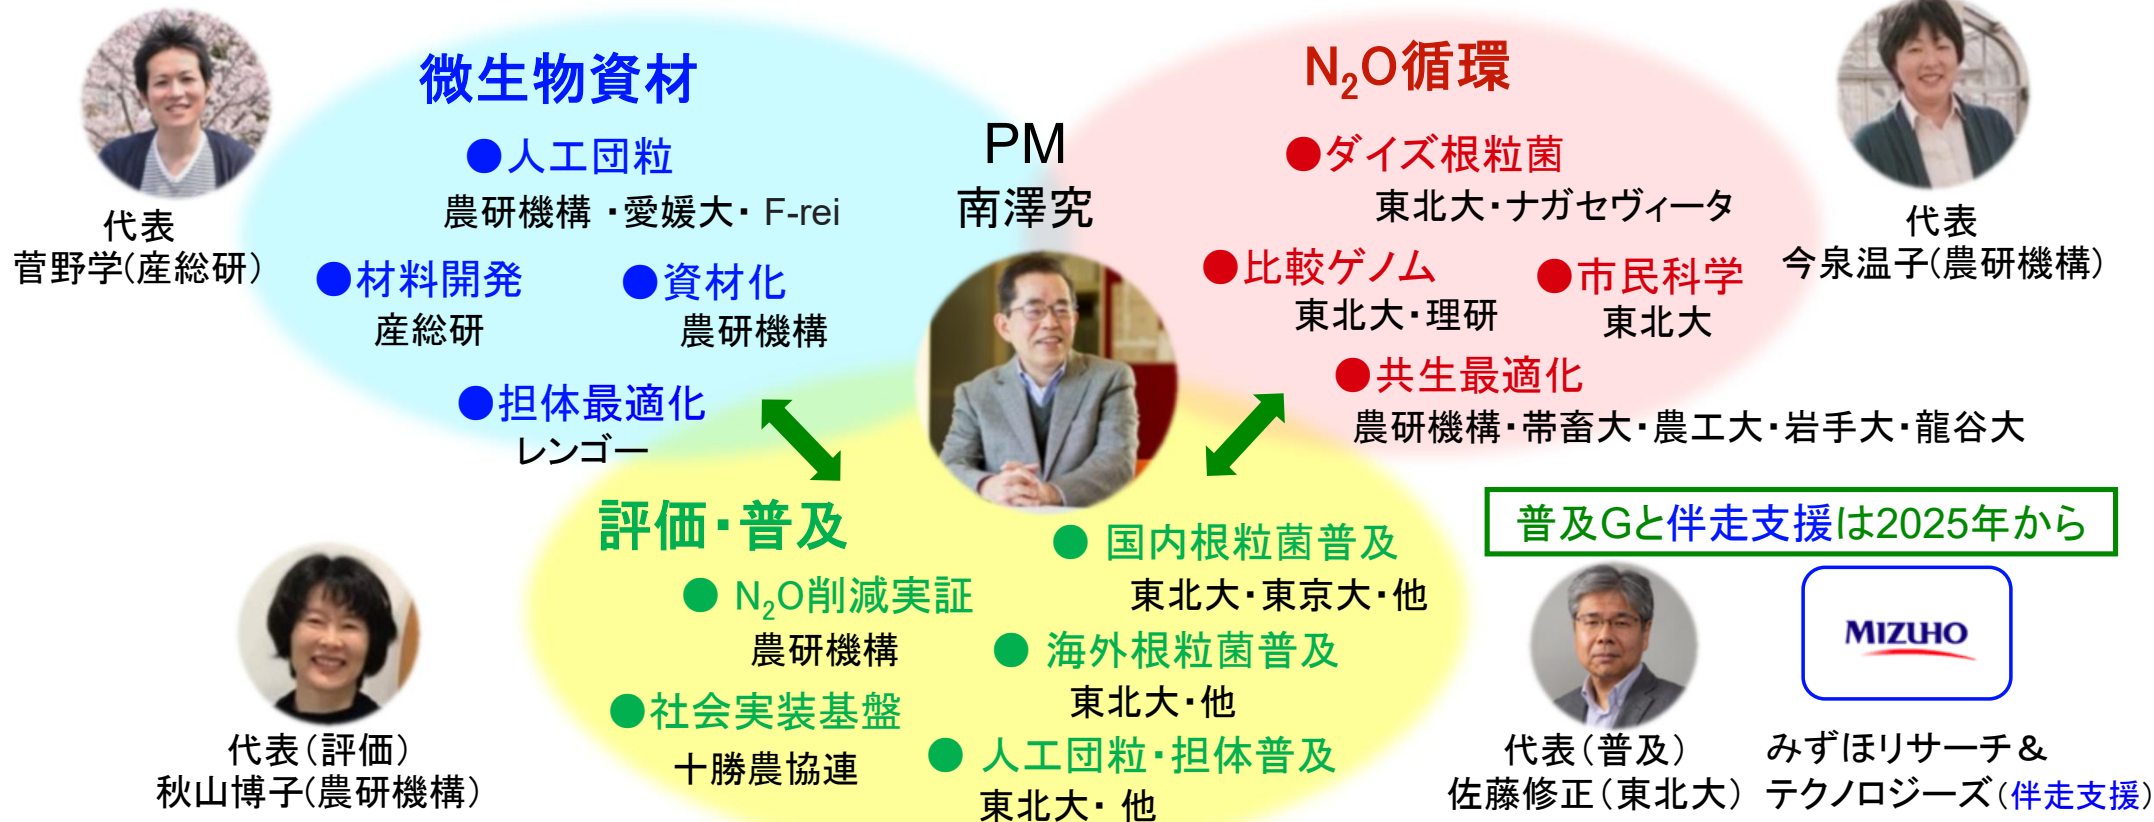 微生物資材
●人工団粒
農研機構 ・愛媛大・ F-rei
●材料開発
産総研
●資材化
農研機構
●担体最適化
レンゴー
代表
菅野学(産総研)
PM
南澤究
N₂O循環
●ダイズ根粒菌
東北大・ナガセヴィータ
●比較ゲノム
東北大・理研
●市民科学
東北大
●共生最適化
農研機構・帯畜大・農工大・岩手大・龍谷大
代表
今泉温子(農研機構)
評価・普及
● N₂O削減実証
農研機構
●社会実装基盤
十勝農協連
● 国内根粒菌普及
東北大・東京大・他
● 海外根粒菌普及
東北大・他
● 人工団粒・担体普及
東北大・ 他
代表（評価）
秋山博子(農研機構)
普及Gと伴走支援は2025年から
代表（普及）
佐藤修正（東北大）
MIZUHO
みずほリサーチ＆
テクノロジーズ（伴走支援）